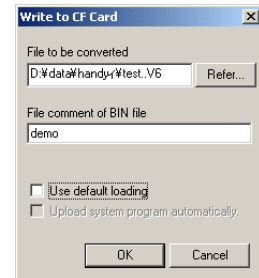 Write to CF Card
File to be converted
D:¥data¥handy¥test..V6
Refer...
File comment of BIN file
demo
Use default loading
Upload system program automatically.
OK
Cancel